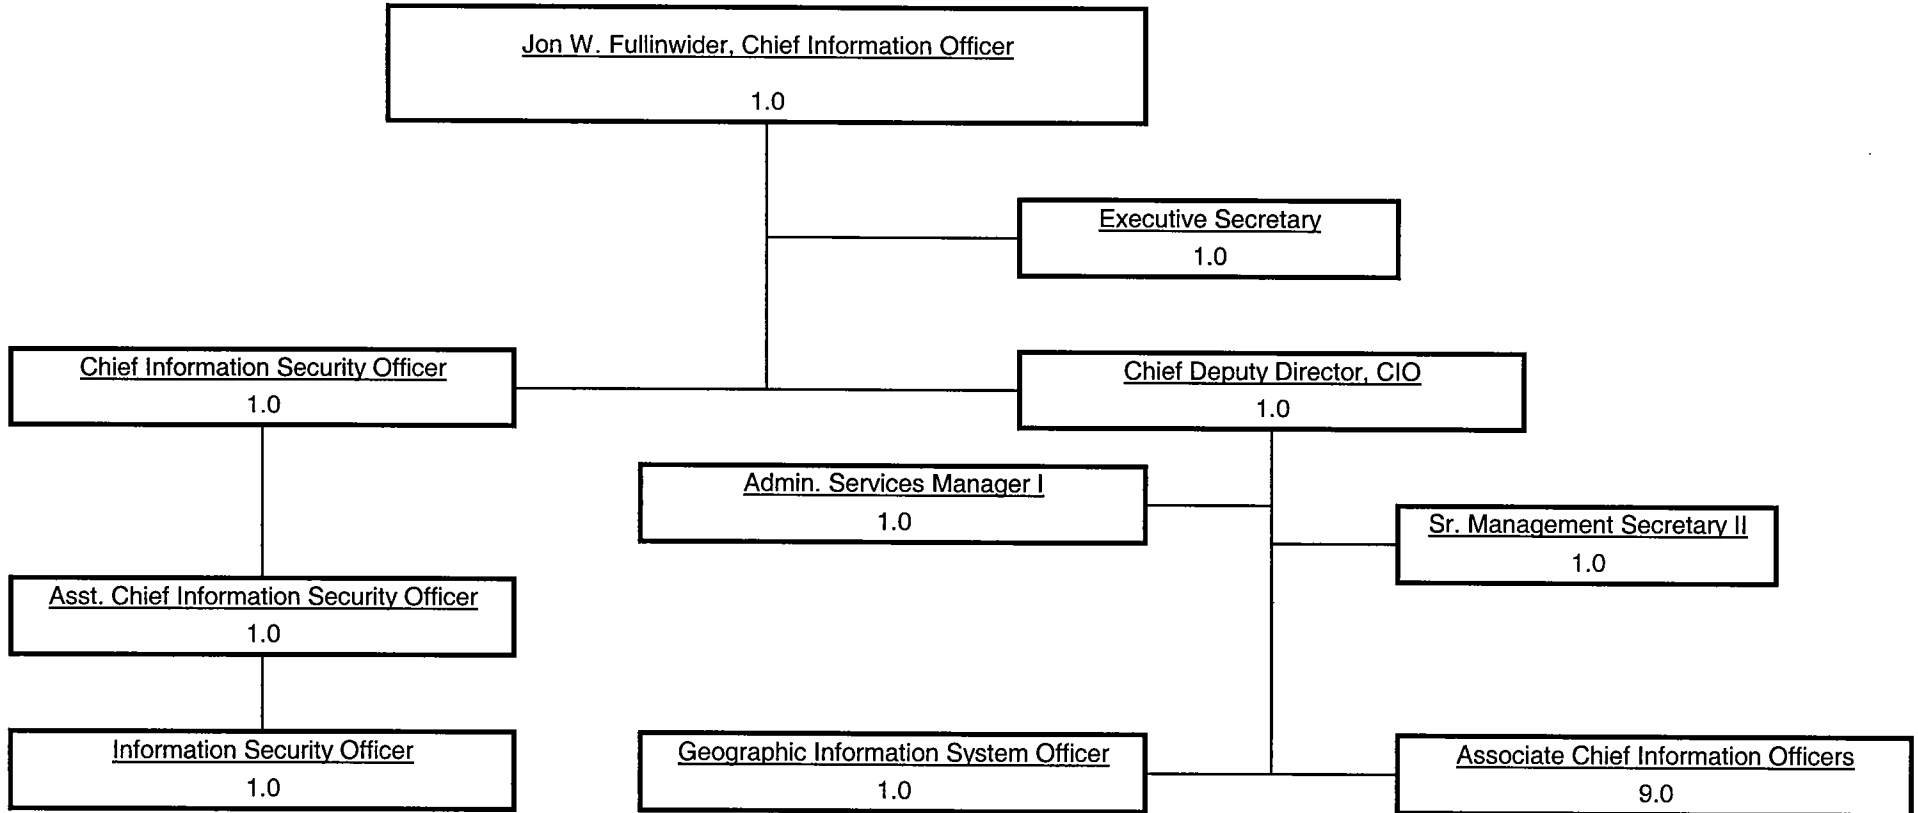 Jon W. Fullinwider, Chief Information Officer
1.0
Executive Secretary
1.0
Chief Information Security Officer
1.0
Chief Deputy Director, CIO
1.0
Admin. Services Manager I
1.0
Sr. Management Secretary II
1.0
Asst. Chief Information Security Officer
1.0
Information Security Officer
1.0
Geographic Information System Officer
1.0
Associate Chief Information Officers
9.0